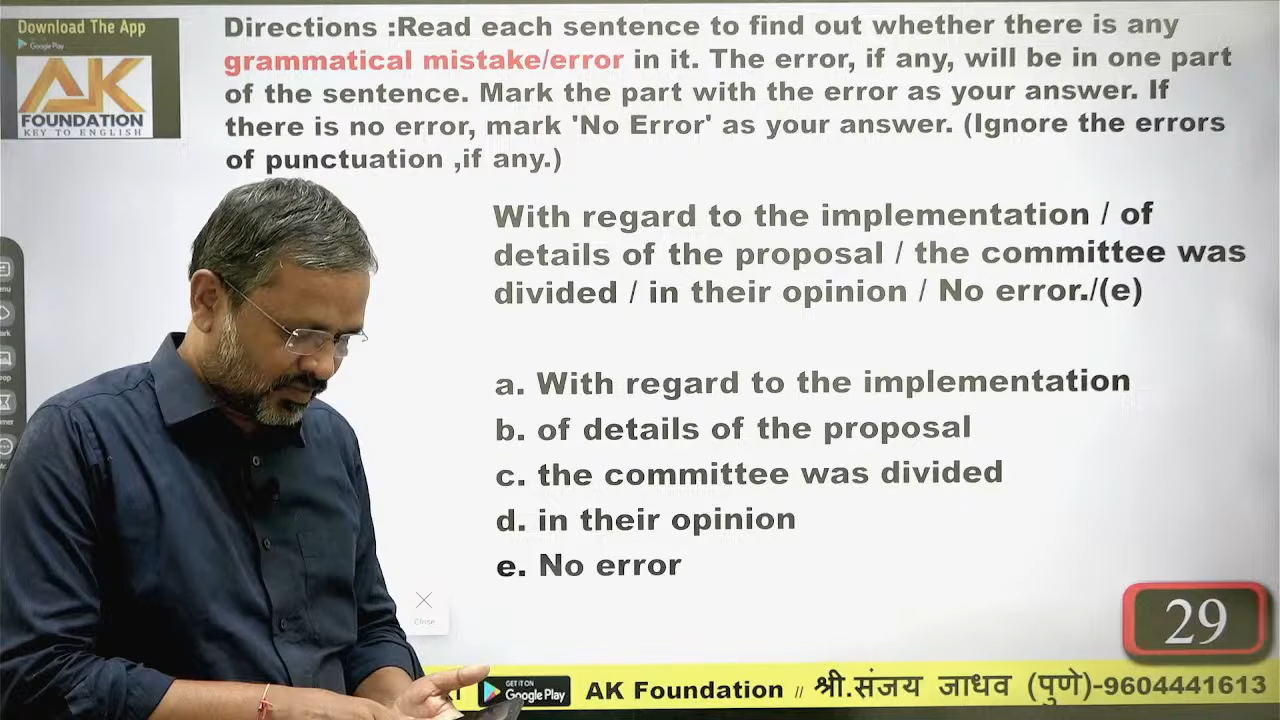 Download The App
Google Play
AK
FOUNDATION
KEY TO ENGLISH
Directions :Read each sentence to find out whether there is any
grammatical mistake/error in it. The error, if any, will be in one part
of the sentence. Mark the part with the error as your answer. If
there is no error, mark 'No Error' as your answer. (Ignore the errors
of punctuation ,if any.)
With regard to the implementation / of
details of the proposal / the committee was
divided / in their opinion / No error./(e)
a. With regard to the implementation
b. of details of the proposal
c. the committee was divided
d. in their opinion
e. No error
Close
29
GET IT ON
Google Play
AK Foundation // श्री.संजय जाधव (पुणे)-9604441613